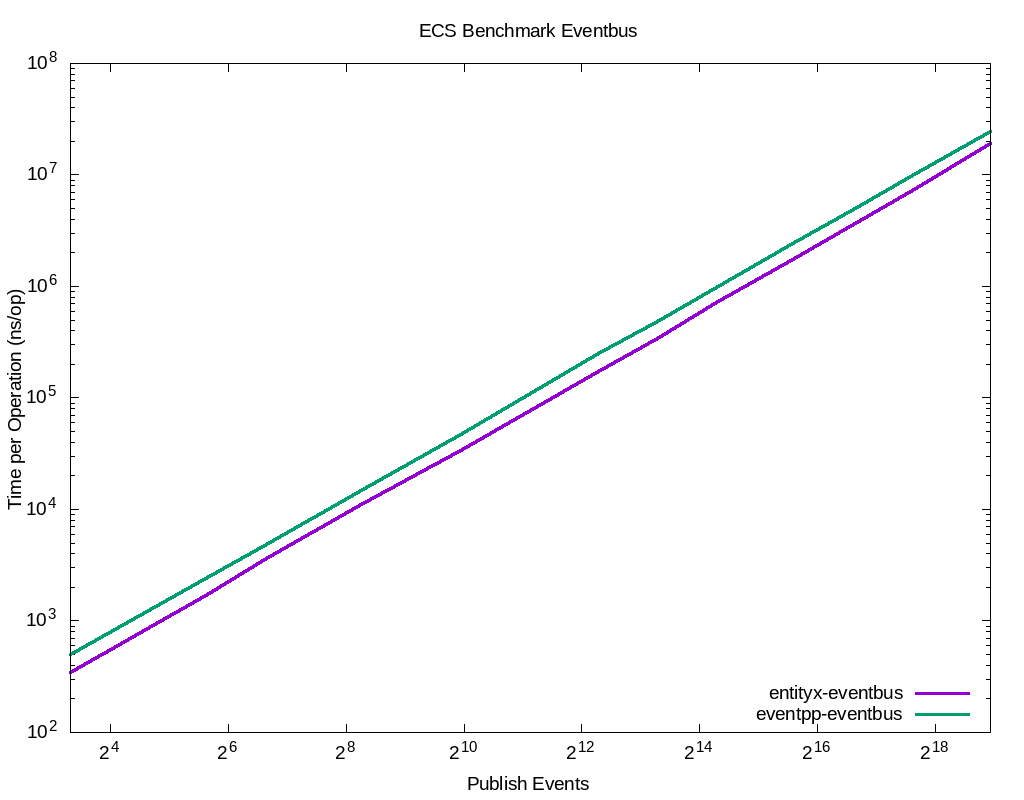 ECS Benchmark Eventbus
10^8
10^7
10^6
10^5
10^4
10^3
10^2
Time per Operation (ns/op)
entityx-eventbus
eventpp-eventbus
2^4 2^6 2^8 2^10 2^12 2^14 2^16 2^18
Publish Events